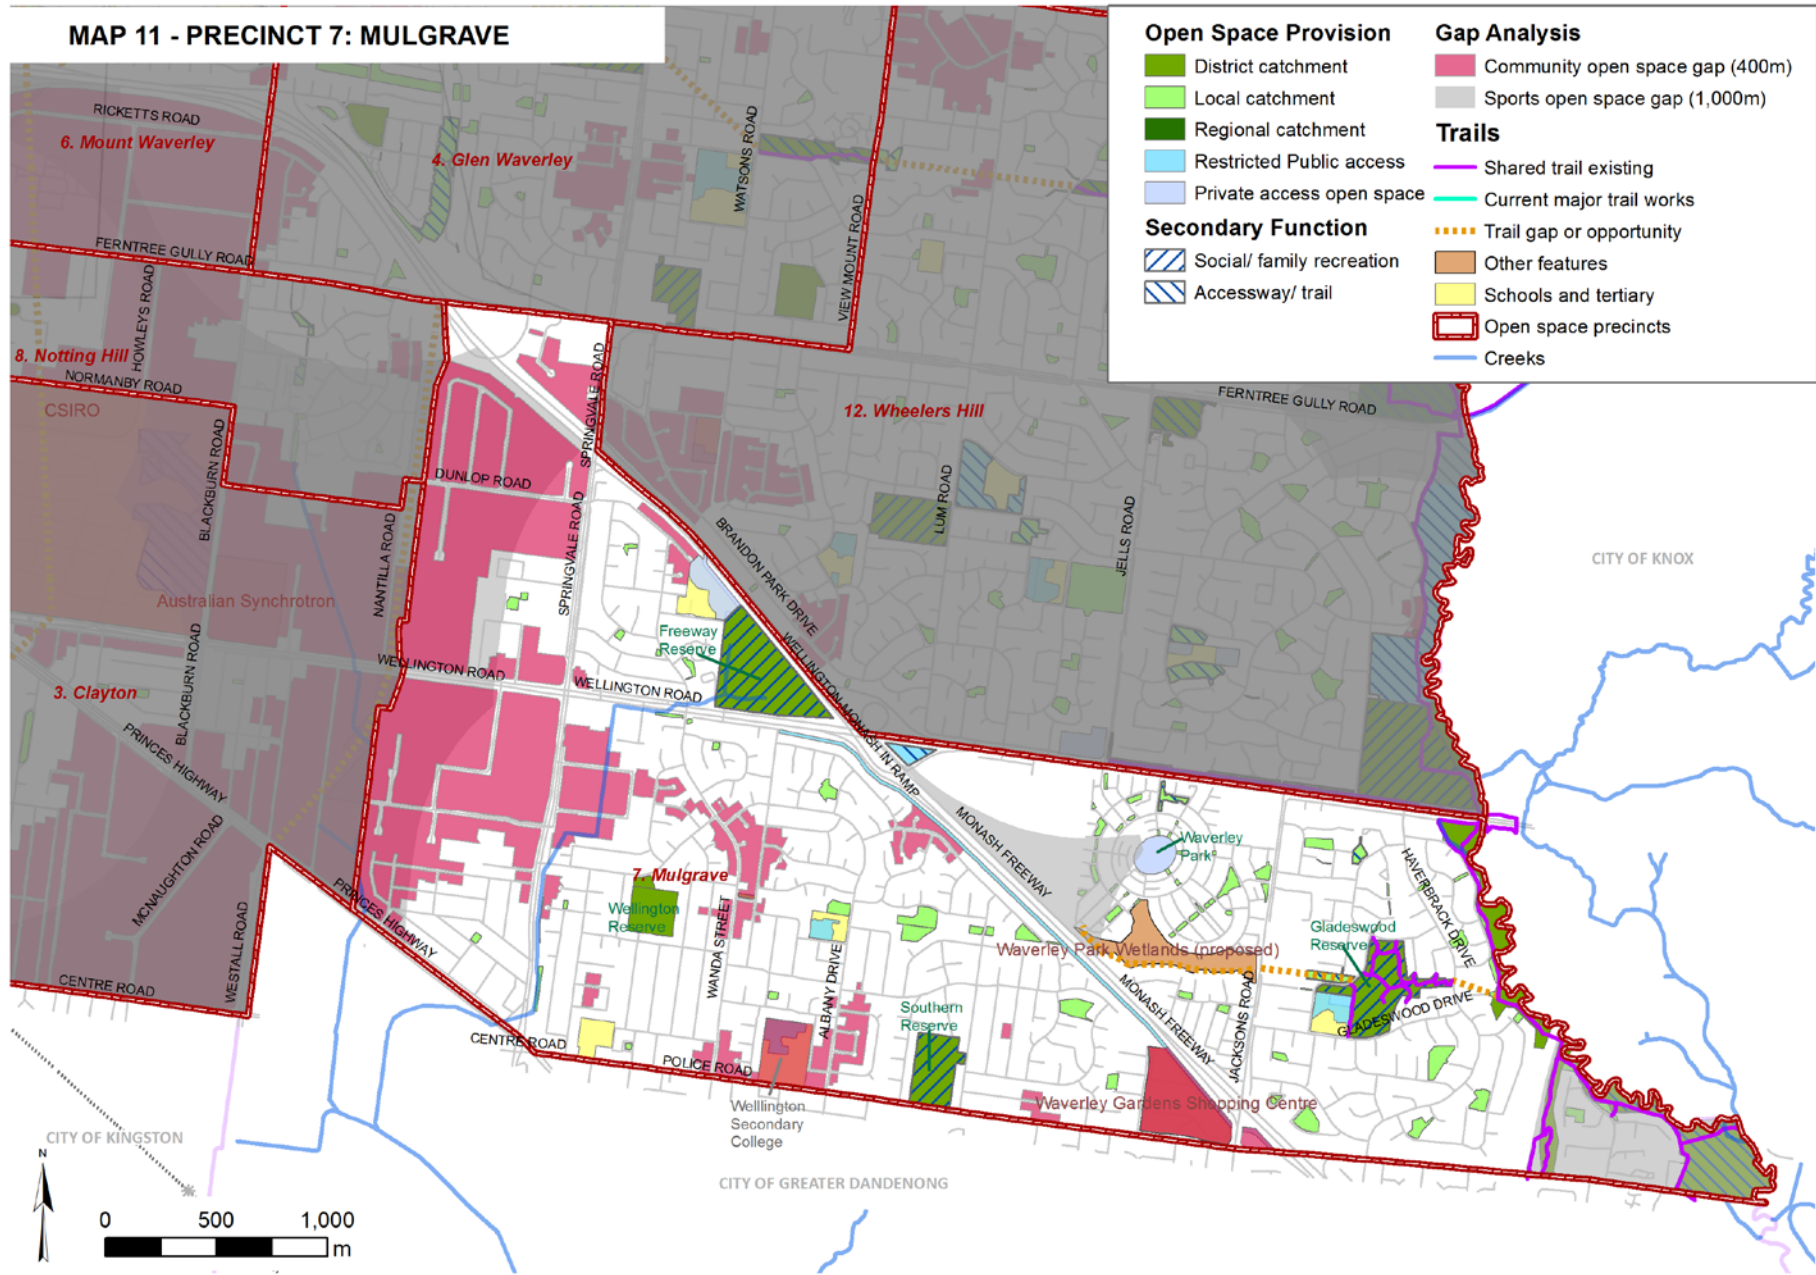 MAP 11 - PRECINCT 7: MULGRAVE
Open Space Provision
District catchment
Local catchment
Regional catchment
Restricted Public access
Private access open space
Secondary Function
Social/ family recreation
Accessway/ trail
Gap Analysis
Community open space gap (400m)
Sports open space gap (1,000m)
Trails
Shared trail existing
Current major trail works
Trail gap or opportunity
Other features
Schools and tertiary
Open space precincts
Creeks
RICKETTS ROAD
6. Mount Waverley
4. Glen Waverley
WATSONS ROAD
VIEW MOUNT ROAD
FERNTREE GULLY ROAD
HOWLEYS ROAD
8. Notting Hill
NORMANBY ROAD
CSIRO
BLACKBURN ROAD
SPRINGVALE ROAD
12. Wheelers Hill
FERNTREE GULLY ROAD
DUNLOP ROAD
NANTILLA ROAD
SPRINGVALE ROAD
BRANDON PARK DRIVE
LUM ROAD
JELLS ROAD
CITY OF KNOX
Australian Synchrotron
Freeway
Reserve
WELLINGTON ROAD
WELLINGTON ROAD
WELLINGTON-MONASH IN RAMP
3. Clayton
BLACKBURN ROAD
PRINCES HIGHWAY
MCNAUGHTON ROAD
MONASH FREEWAY
Waverley
Park
HAVERBRACK DRIVE
7. Mulgrave
PRINCES HIGHWAY
Wellington
Reserve
WANDA STREET
ALBANY DRIVE
Waverley Park Wetlands (proposed)
Gladeswood
Reserve
WESTALL ROAD
CENTRE ROAD
Southern
Reserve
MONASH FREEWAY
JACKSONS ROAD
GLADESWOOD DRIVE
CENTRE ROAD
POLICE ROAD
Welllington
Secondary
College
Waverley Gardens Shopping Centre
CITY OF KINGSTON
CITY OF GREATER DANDENONG
N
0 500 1,000
m